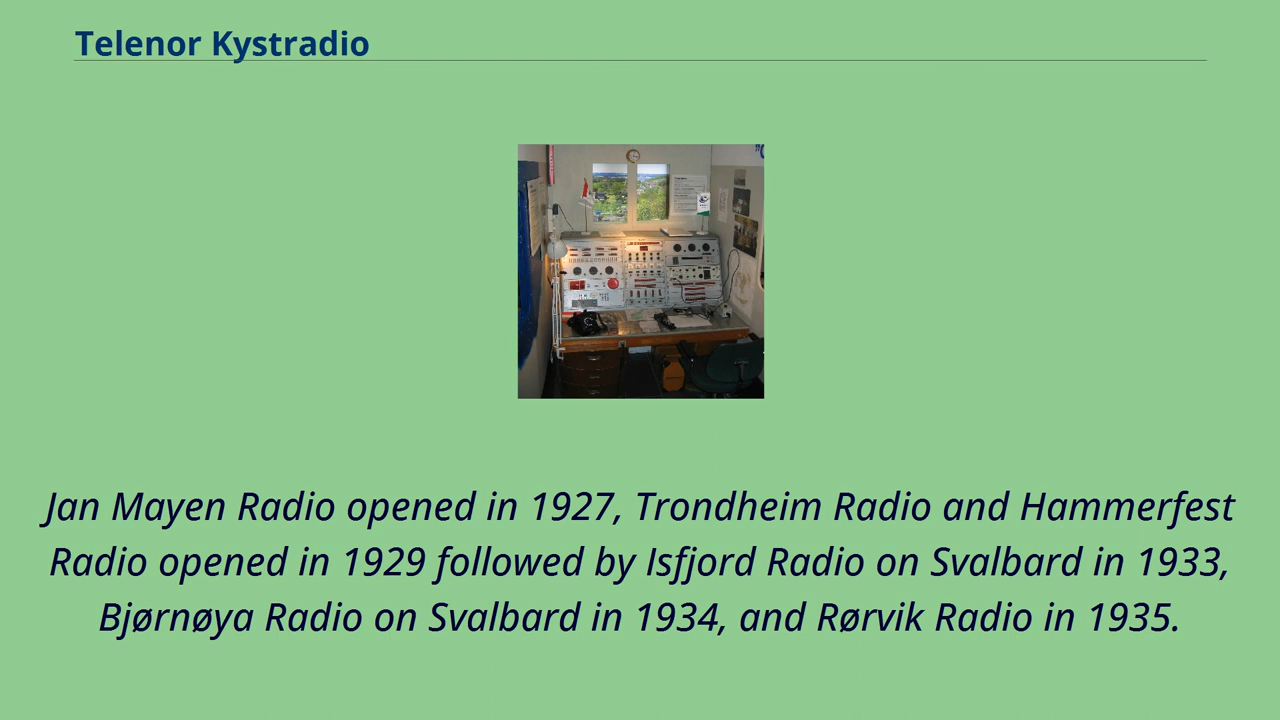 Telenor Kystradio
Jan Mayen Radio opened in 1927, Trondheim Radio and Hammerfest
Radio opened in 1929 followed by Isfjord Radio on Svalbard in 1933,
Bjørnøya Radio on Svalbard in 1934, and Rørvik Radio in 1935.